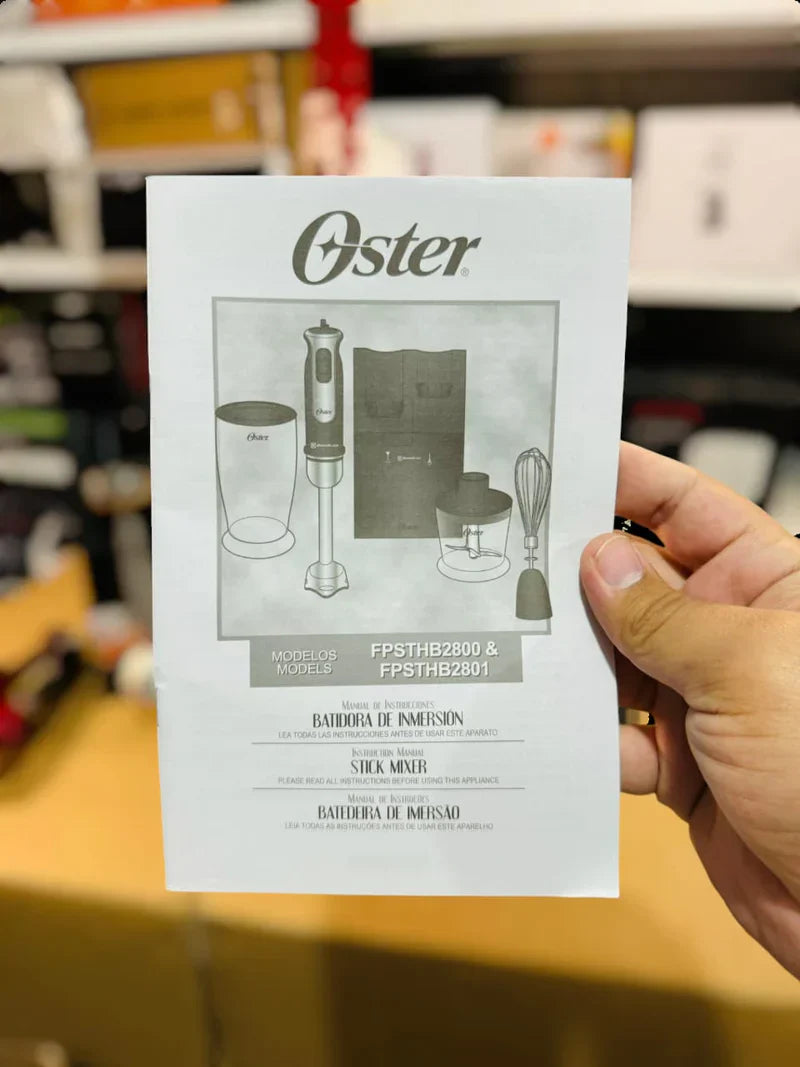 Oster®
Oster
Oster
Oster
MODELOS
MODELS
FPSTHB2800 &
FPSTHB2801
MANUAL DE INSTRUCCIONES
BATIDORA DE INMERSIÓN
LEA TODAS LAS INSTRUCCIONES ANTES DE USAR ESTE APARATO
INSTRUCTION MANUAL
STICK MIXER
PLEASE READ ALL INSTRUCTIONS BEFORE USING THIS APPLIANCE
MANUAL DE INSTRUÇÕES
BATEDEIRA DE IMERSÃO
LEIA TODAS AS INSTRUÇÕES ANTES DE USAR ESTE APARELHO